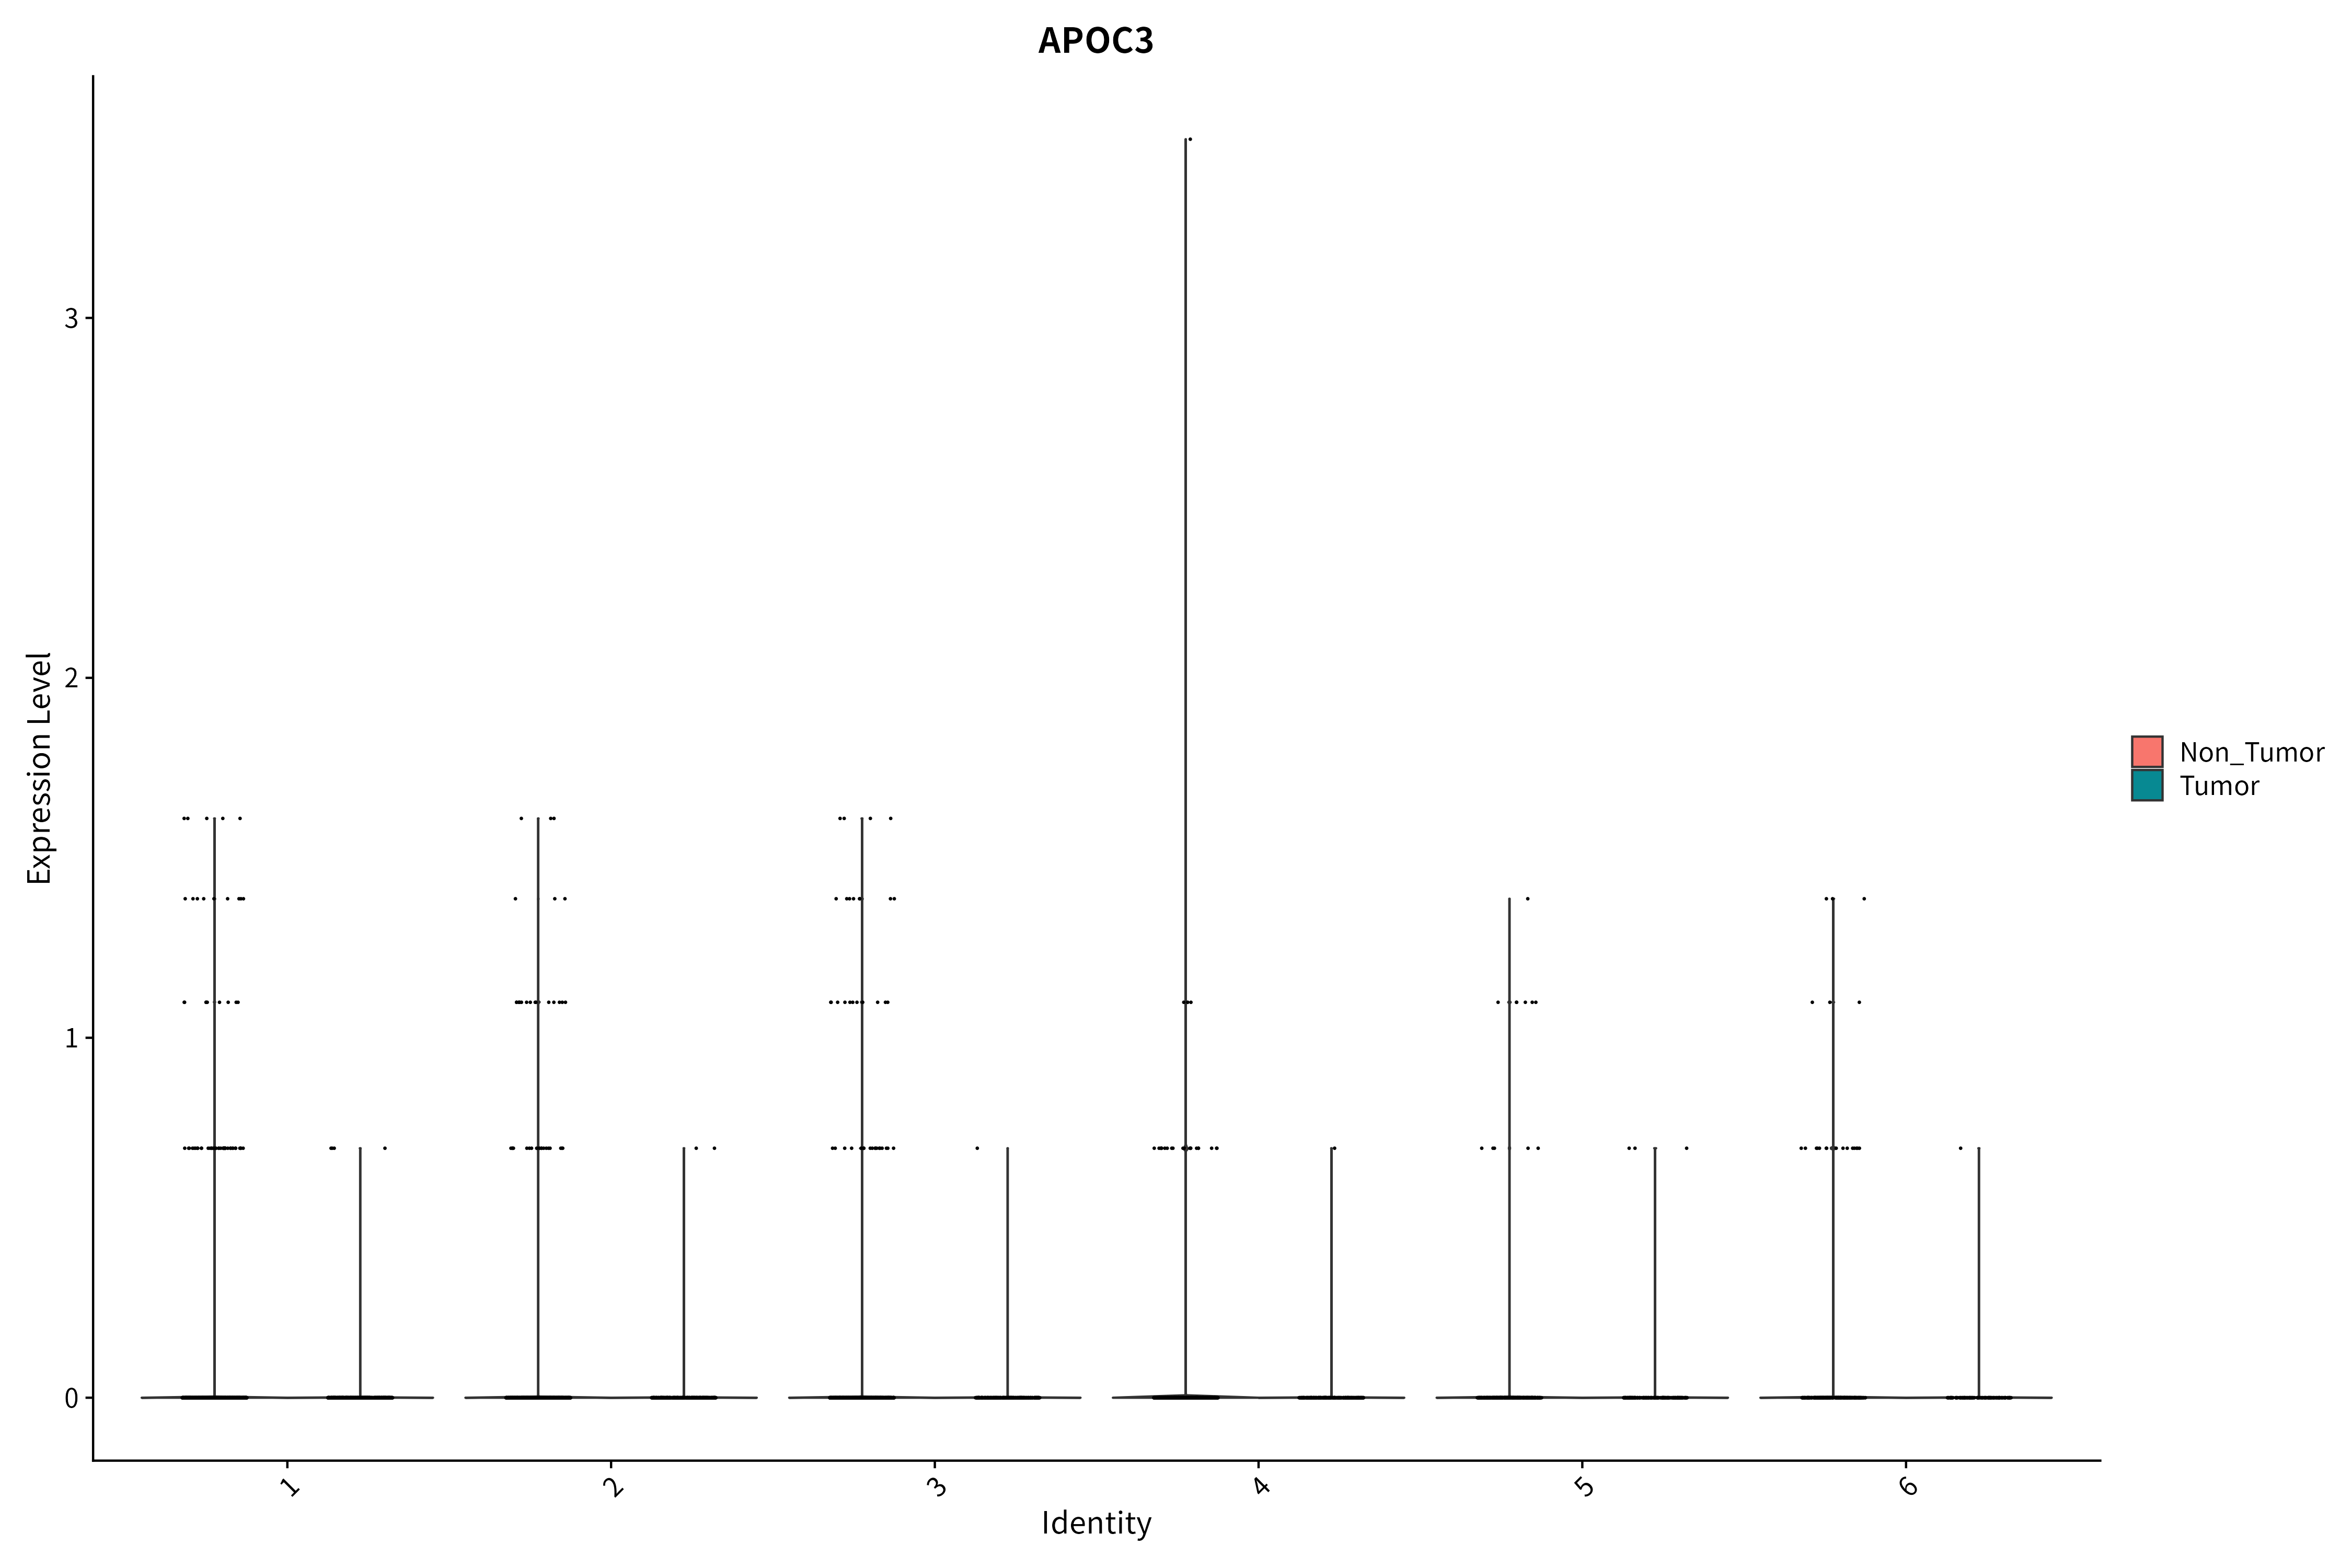 APOC3
Expression Level
3
2
1
0
1
2
3
4
5
6
Identity
Non_Tumor
Tumor